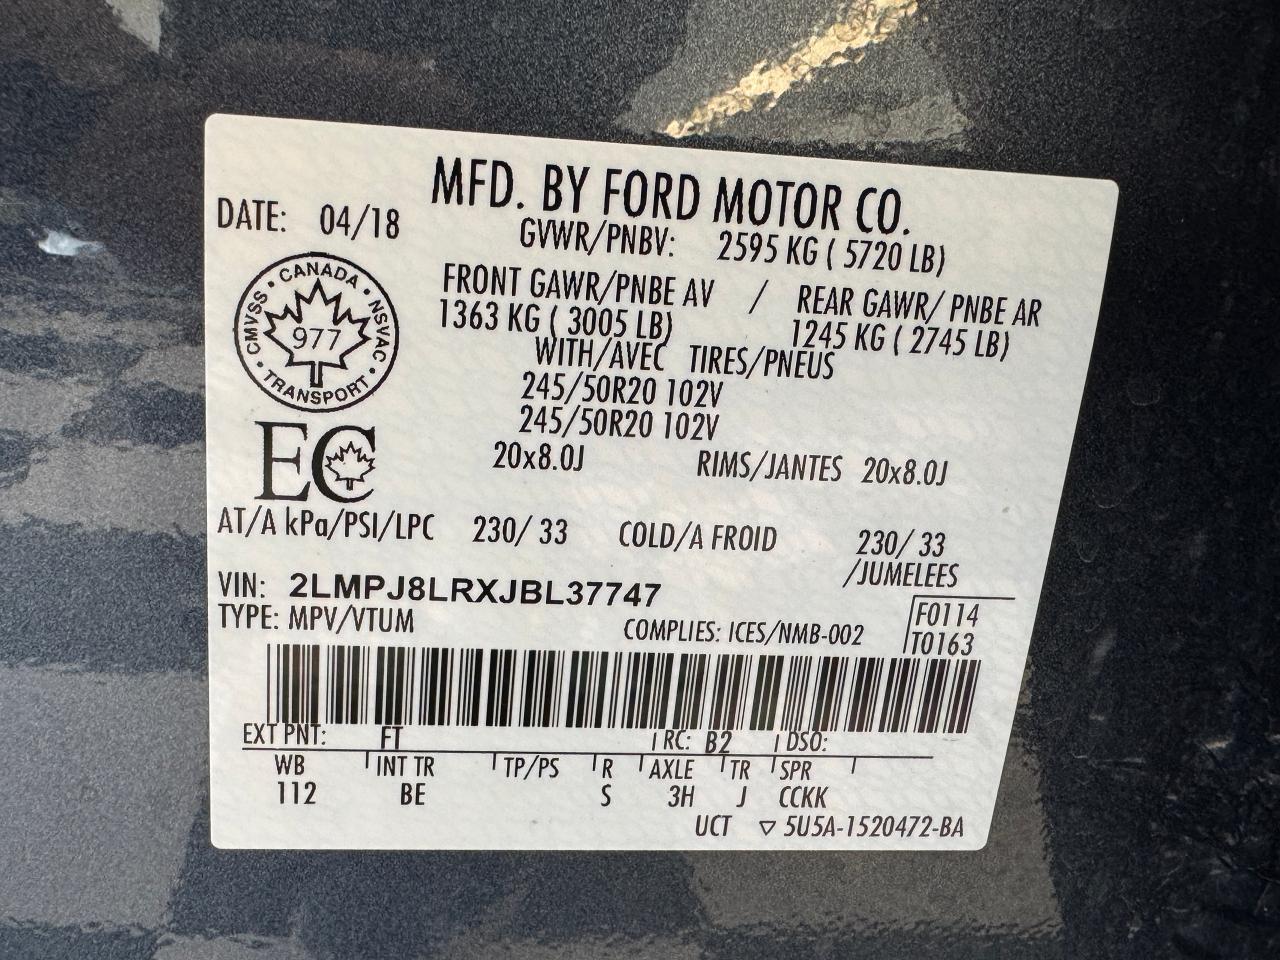 MFD. BY FORD MOTOR CO.
DATE: 04/18
GVWR/PNBV: 2595 KG ( 5720 LB)
FRONT GAWR/PNBE AV / REAR GAWR/ PNBE AR
1363 KG ( 3005 LB) 1245 KG ( 2745 LB)
WITH/AVEC TIRES/PNEUS
245/50R20 102V
245/50R20 102V
20x8.0J RIMS/JANTES 20x8.0J
CANADA • NSVAC • TRANSPORT • CMVSS •
977
EC
AT/A kPa/PSI/LPC 230/ 33 COLD/A FROID 230/ 33
/JUMELEES
VIN: 2LMPJ8LRXJBL37747
TYPE: MPV/VTUM
COMPLIES: ICES/NMB-002
F0114
T0163
EXT PNT: FT RC: B2 DSO:
WB INT TR TP/PS R AXLE TR SPR
112 BE S 3H J CCKK
UCT ▽ 5U5A-1520472-BA